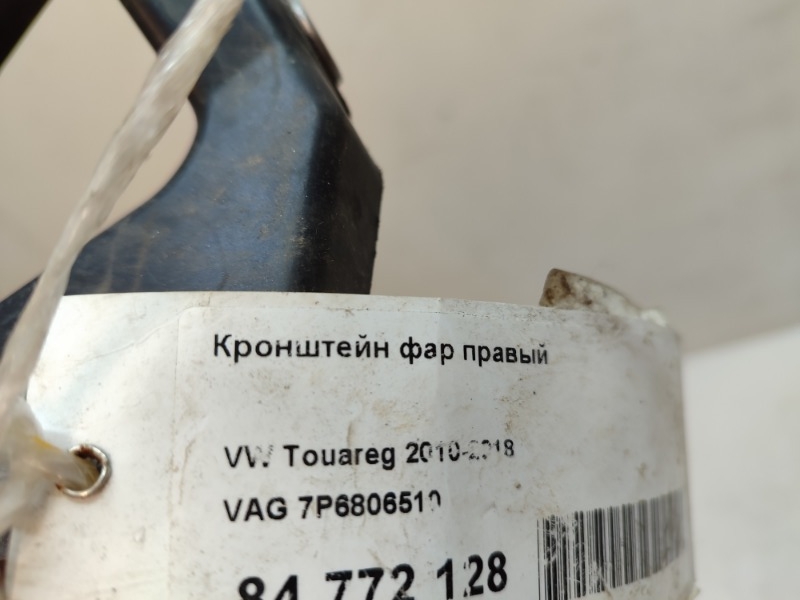 Кронштейн фар правый
VW Touareg 2010-2018
VAG 7P6806510
84 772 128